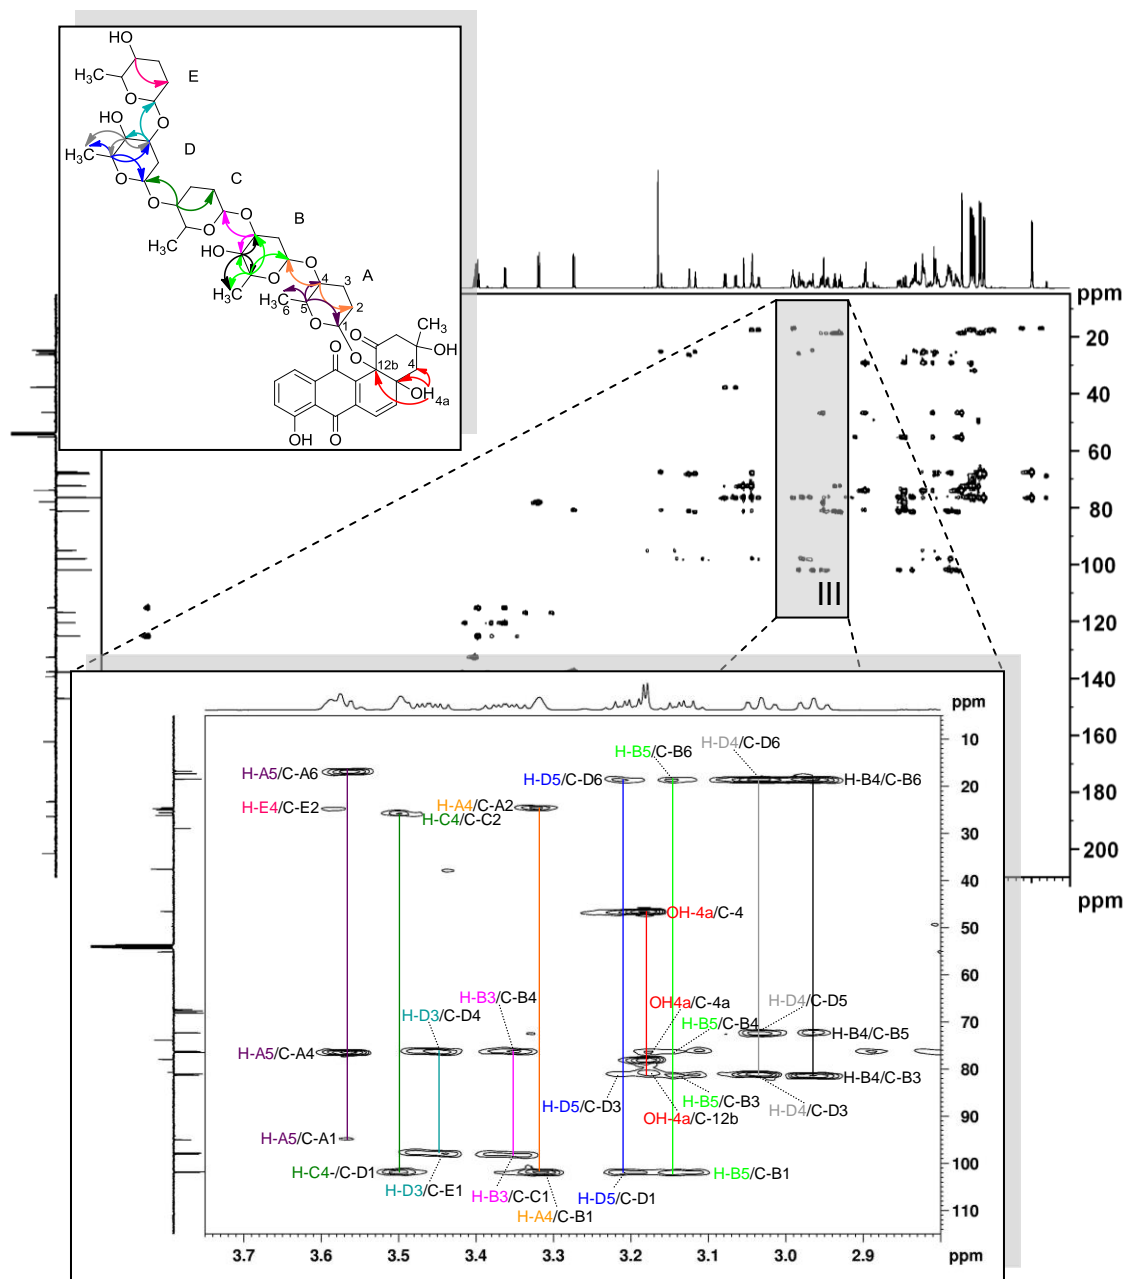 HO
H3C
E
O
O
HO
D
H3C
O
O
C
O
O
B
H3C
HO
O
O
A
4
3
H3C
6
5
2
O
1
O
CH3
O
O
12b
4
OH
OH
4a
OH
O
ppm
20
40
60
80
100
120
140
160
180
200
ppm
III
ppm
H-D4/C-D6
H-B5/C-B6
H-A5/C-A6
H-D5/C-D6
H-B4/C-B6
H-E4/C-E2
H-A4/C-A2
H-C4/C-C2
OH-4a/C-4
H-B3/C-B4
H-D3/C-D4
OH4a/C-4a
H-D4/C-D5
H-B5/C-B4
H-B4/C-B5
H-A5/C-A4
H-B4/C-B3
H-D5/C-D3
H-B5/C-B3
OH-4a/C-12b
H-D4/C-D3
H-A5/C-A1
H-C4-/C-D1
H-D3/C-E1
H-B3/C-C1
H-A4/C-B1
H-D5/C-D1
H-B5/C-B1
10
20
30
40
50
60
70
80
90
100
110
3.7 3.6 3.5 3.4 3.3 3.2 3.1 3.0 2.9 ppm